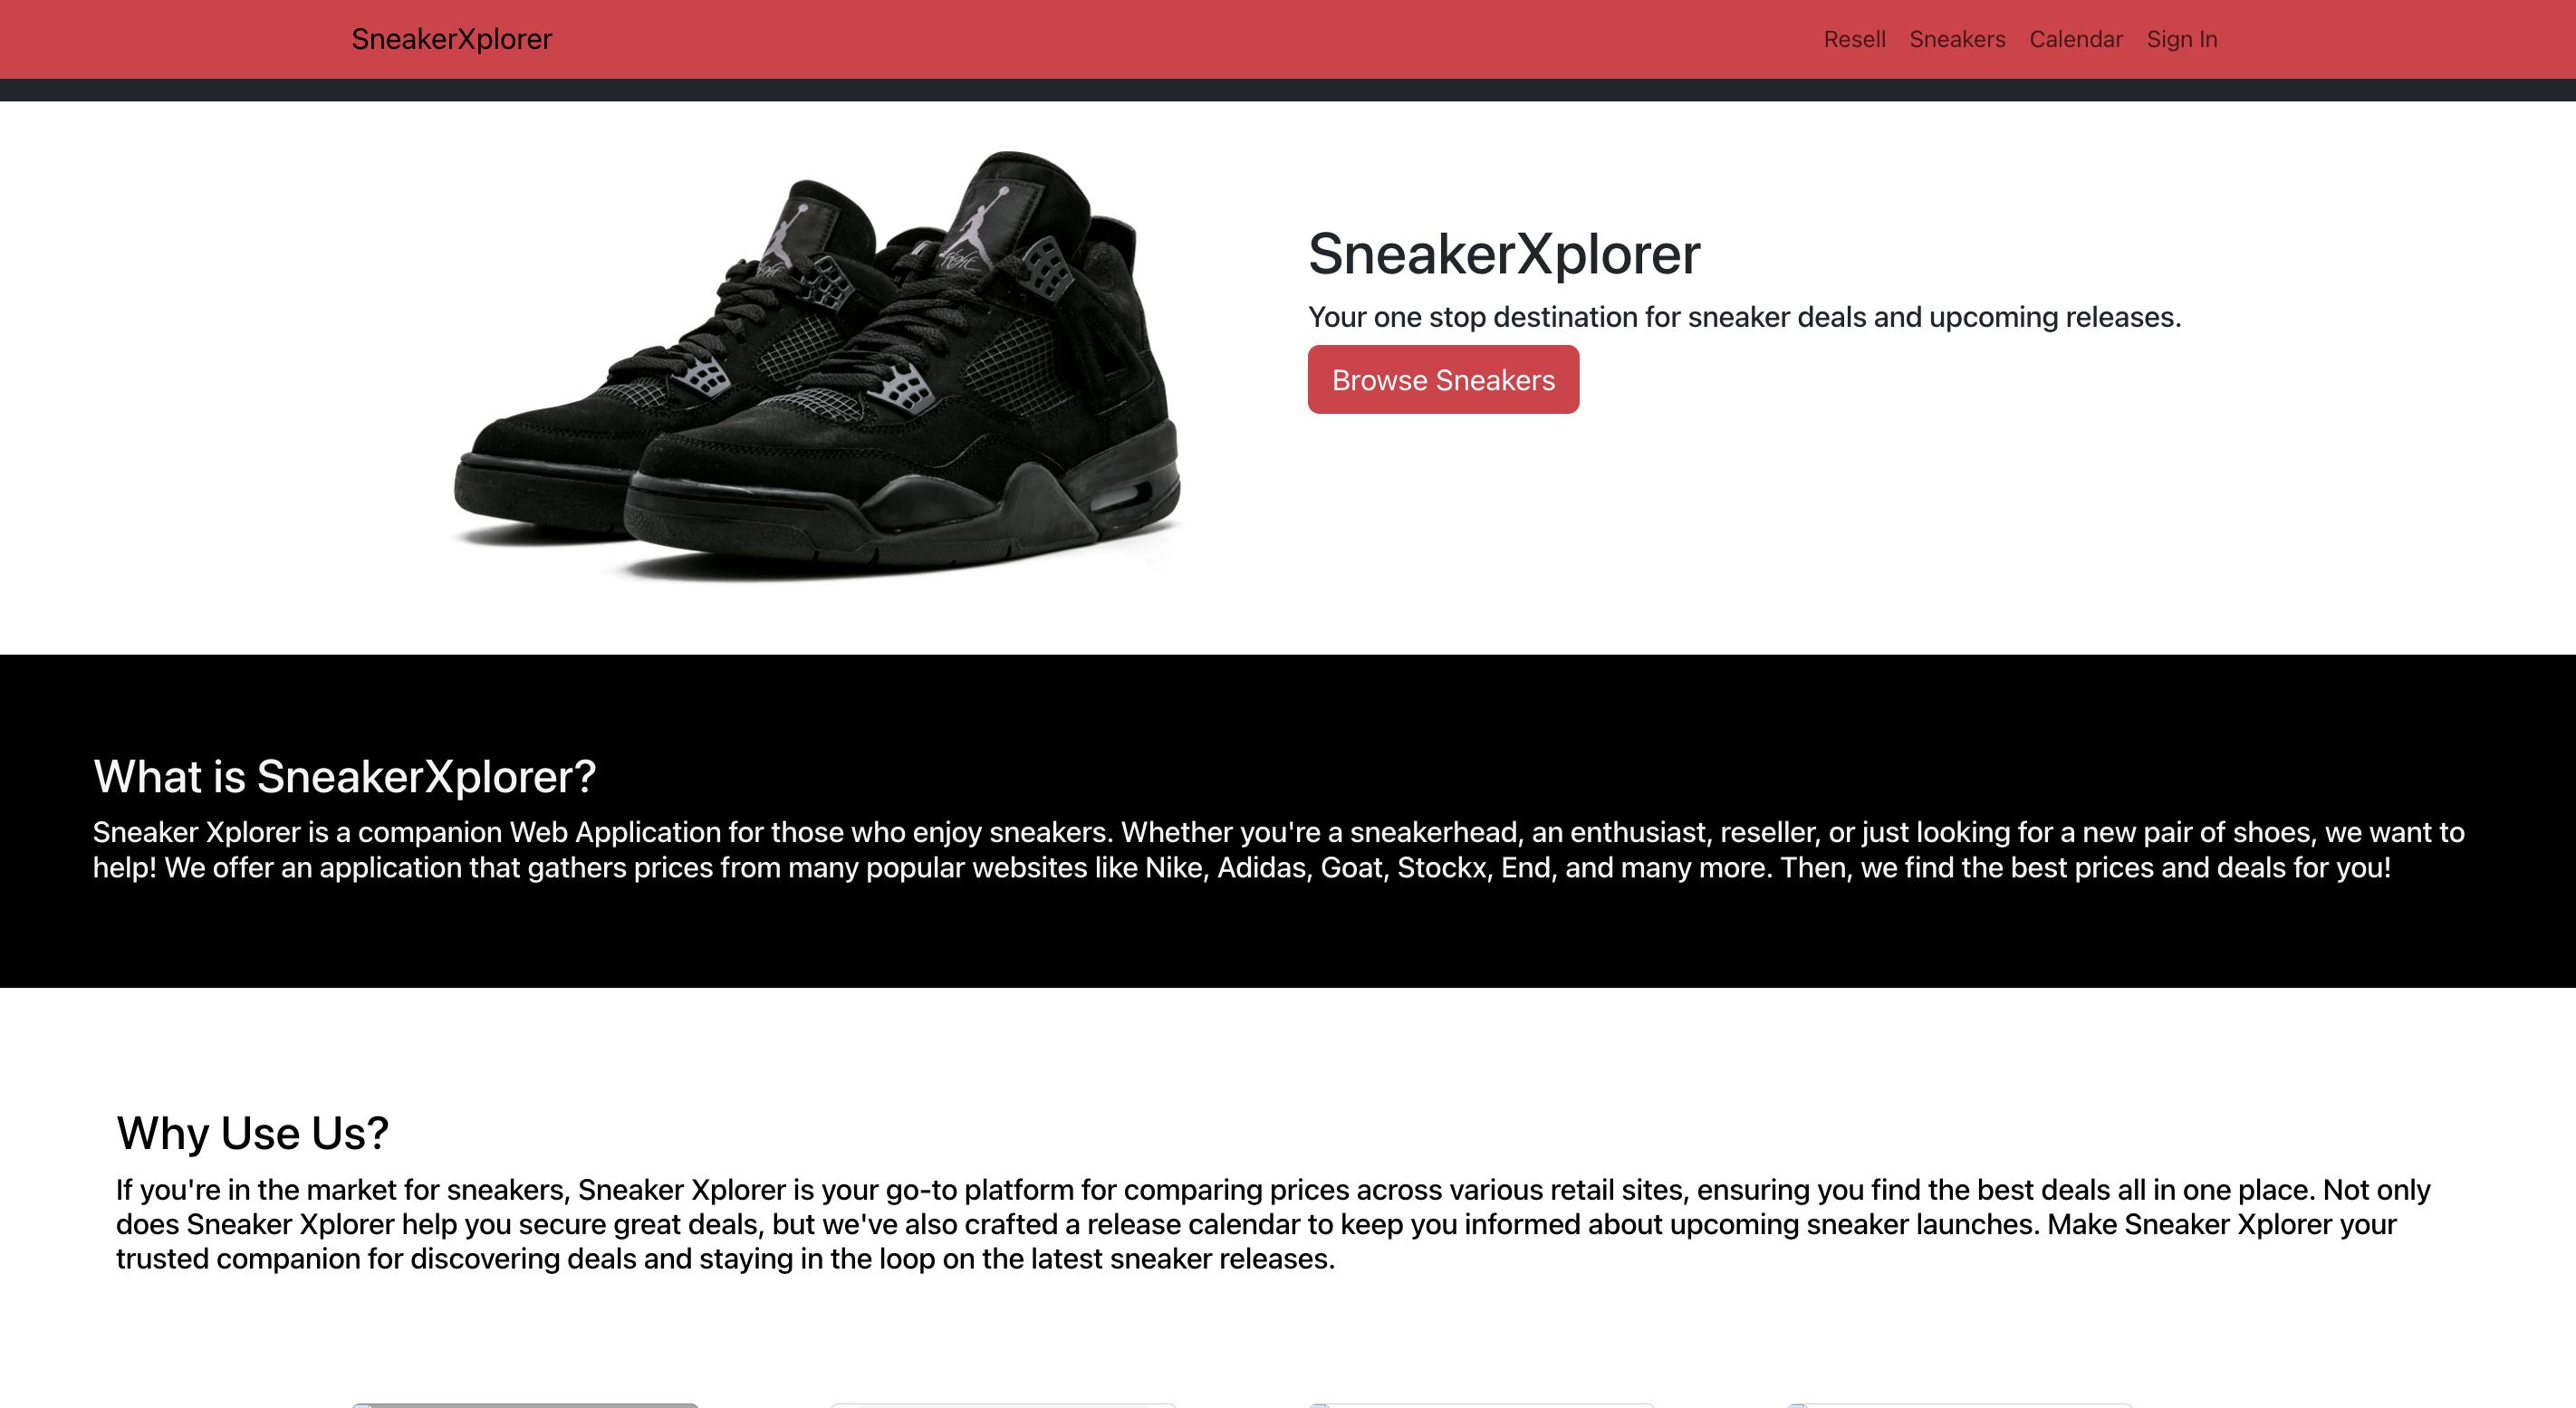 SneakerXplorer
Resell Sneakers Calendar Sign In
SneakerXplorer
Your one stop destination for sneaker deals and upcoming releases.
Browse Sneakers
Flight
Flight
What is SneakerXplorer?
Sneaker Xplorer is a companion Web Application for those who enjoy sneakers. Whether you're a sneakerhead, an enthusiast, reseller, or just looking for a new pair of shoes, we want to
help! We offer an application that gathers prices from many popular websites like Nike, Adidas, Goat, Stockx, End, and many more. Then, we find the best prices and deals for you!
Why Use Us?
If you're in the market for sneakers, Sneaker Xplorer is your go-to platform for comparing prices across various retail sites, ensuring you find the best deals all in one place. Not only
does Sneaker Xplorer help you secure great deals, but we've also crafted a release calendar to keep you informed about upcoming sneaker launches. Make Sneaker Xplorer your
trusted companion for discovering deals and staying in the loop on the latest sneaker releases.